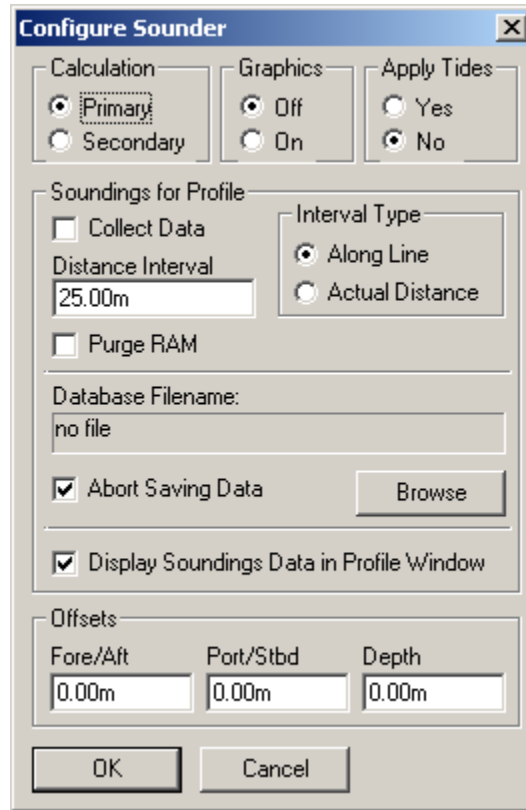 Configure Sounder
Calculation
Primary
Secondary
Graphics
Off
On
Apply Tides
Yes
No
Soundings for Profile
Collect Data
Distance Interval
25.00m
Interval Type
Along Line
Actual Distance
Purge RAM
Database Filename:
no file
Abort Saving Data
Browse
Display Soundings Data in Profile Window
Offsets
Fore/Aft
Port/Stbd
Depth
0.00m
0.00m
0.00m
OK
Cancel